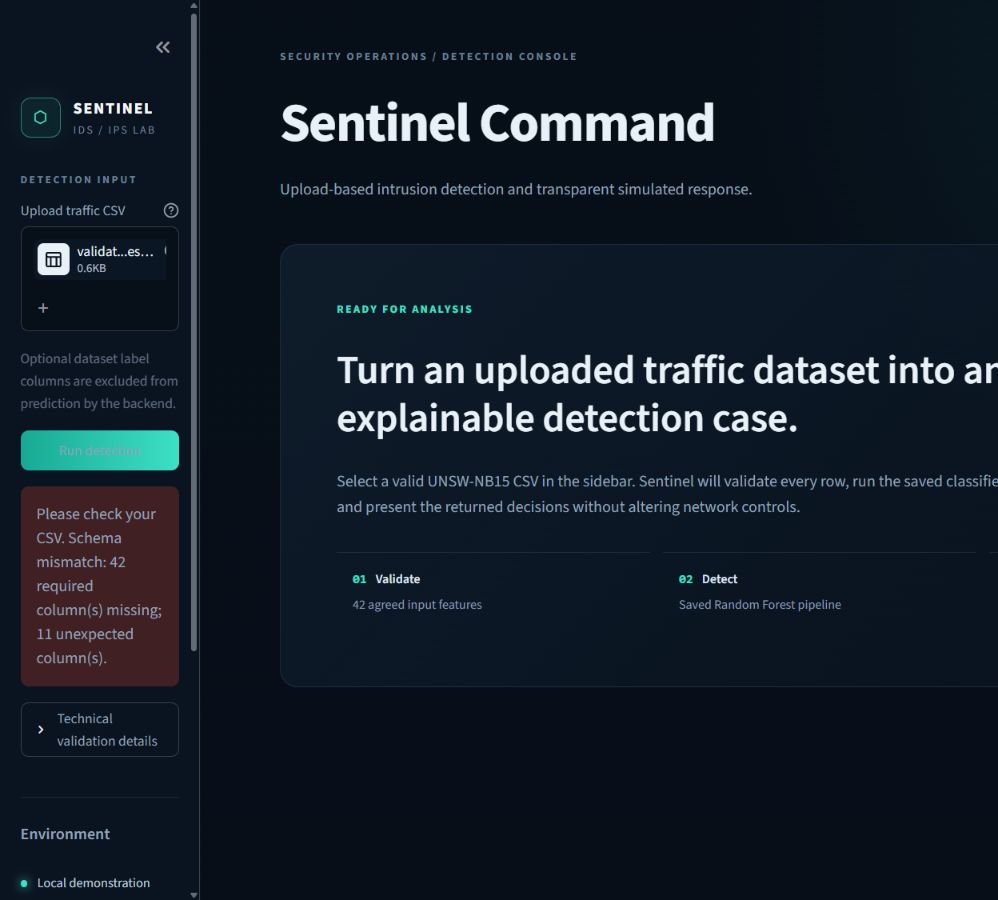 SENTINEL
IDS / IPS LAB
DETECTION INPUT
Upload traffic CSV
validat...es...
0.6KB
+
Optional dataset label
columns are excluded from
prediction by the backend.
Run detection
Please check your
CSV. Schema
mismatch: 42
required
column(s) missing;
11 unexpected
column(s).
Technical
validation details
Environment
Local demonstration
SECURITY OPERATIONS / DETECTION CONSOLE
Sentinel Command
Upload-based intrusion detection and transparent simulated response.
READY FOR ANALYSIS
Turn an uploaded traffic dataset into an
explainable detection case.
Select a valid UNSW-NB15 CSV in the sidebar. Sentinel will validate every row, run the saved classifie
and present the returned decisions without altering network controls.
01 Validate
42 agreed input features
02 Detect
Saved Random Forest pipeline